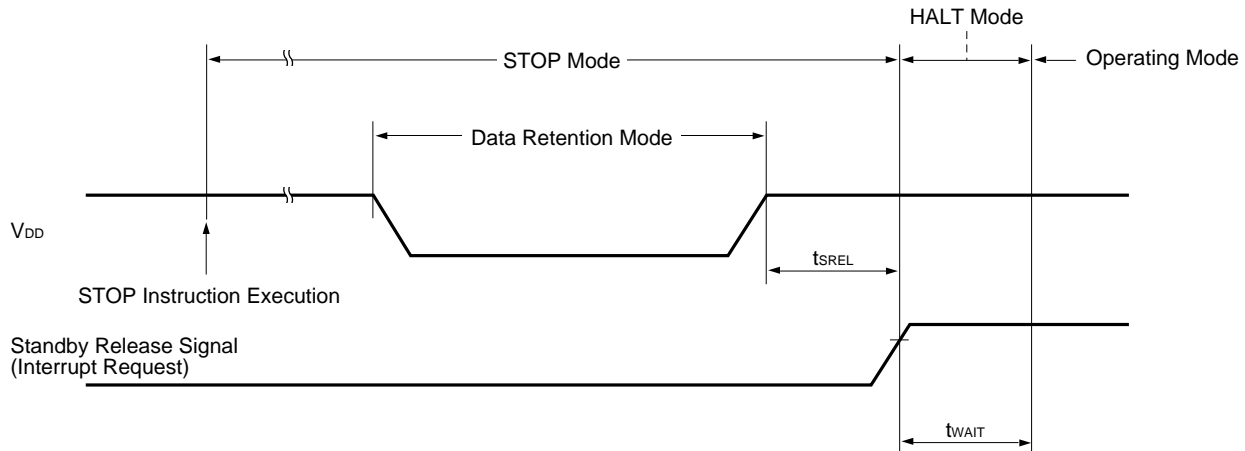 HALT Mode
STOP Mode
Operating Mode
Data Retention Mode
VDD
tSREL
STOP Instruction Execution
Standby Release Signal
(Interrupt Request)
tWAIT